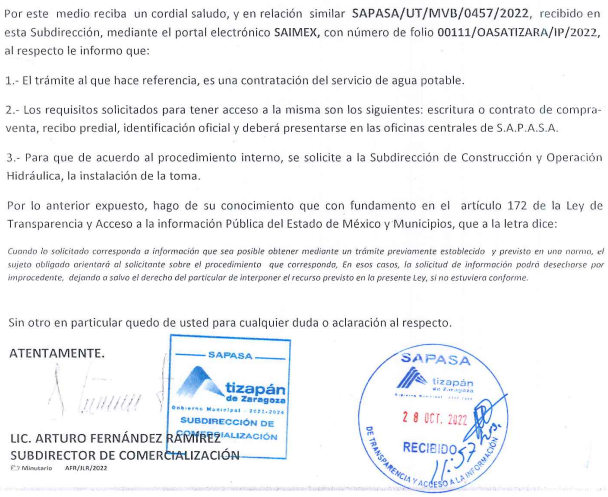 Por este medio reciba un cordial saludo, y en relación similar SAPASA/UT/MVB/0457/2022, recibido en
esta Subdirección, mediante el portal electrónico SAIMEX, con número de folio 00111/OASATIZARA/IP/2022,
al respecto le informo que:
1.- El trámite al que hace referencia, es una contratación del servicio de agua potable.
2.- Los requisitos solicitados para tener acceso a la misma son los siguientes: escritura o contrato de compra-
venta, recibo predial, identificación oficial y deberá presentarse en las oficinas centrales de S.A.P.A.S.A.
3.- Para que de acuerdo al procedimiento interno, se solicite a la Subdirección de Construcción y Operación
Hidráulica, la instalación de la toma.
Por lo anterior expuesto, hago de su conocimiento que con fundamento en el artículo 172 de la Ley de
Transparencia y Acceso a la información Pública del Estado de México y Municipios, que a la letra dice:
Cuando lo solicitado corresponda a información que sea posible obtener mediante un trámite previamente establecido y previsto en una norma, el
sujeto obligado orientará al solicitante sobre el procedimiento que corresponda, En esos casos, la solicitud de información podrá desecharse por
improcedente, dejando a salvo el derecho del particular de interponer el recurso previsto en la presente Ley, si no estuviera conforme.
Sin otro en particular quedo de usted para cualquier duda o aclaración al respecto.
ATENTAMENTE.
SAPASA
tizapán
de Zaragoza
Gobierno Municipal - 2022-2024
SUBDIRECCIÓN DE
COMERCIALIZACIÓN
LIC. ARTURO FERNÁNDEZ RAMÍREZ
SUBDIRECTOR DE COMERCIALIZACIÓN
Minutario AFR/JLR/2022
SAPASA
tizapán
de Zaragoza
28 OCT. 2022
RECIBIDO
11:57
DE TRANSPARENCIA Y ACCESO A LA INFORMACIÓN